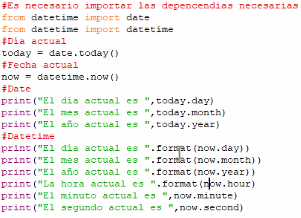 #Es necesario importar las depencendias necesarias
from datetime import date
from datetime import datetime
#Dia actual
today = date.today()
#Fecha actual
now = datetime.now()
#Date
print("El dia actual es ",today.day)
print("El mes actual es ",today.month)
print("El año actual es ",today.year)
#Datetime
print("El dia actual es ".format(now.day))
print("El mes actual es ".format(now.month))
print("El año actual es ".format(now.year))
print("La hora actual es ".format(now.hour)
print("El minuto actual es ",now.minute)
print("El segundo actual es ",now.second)